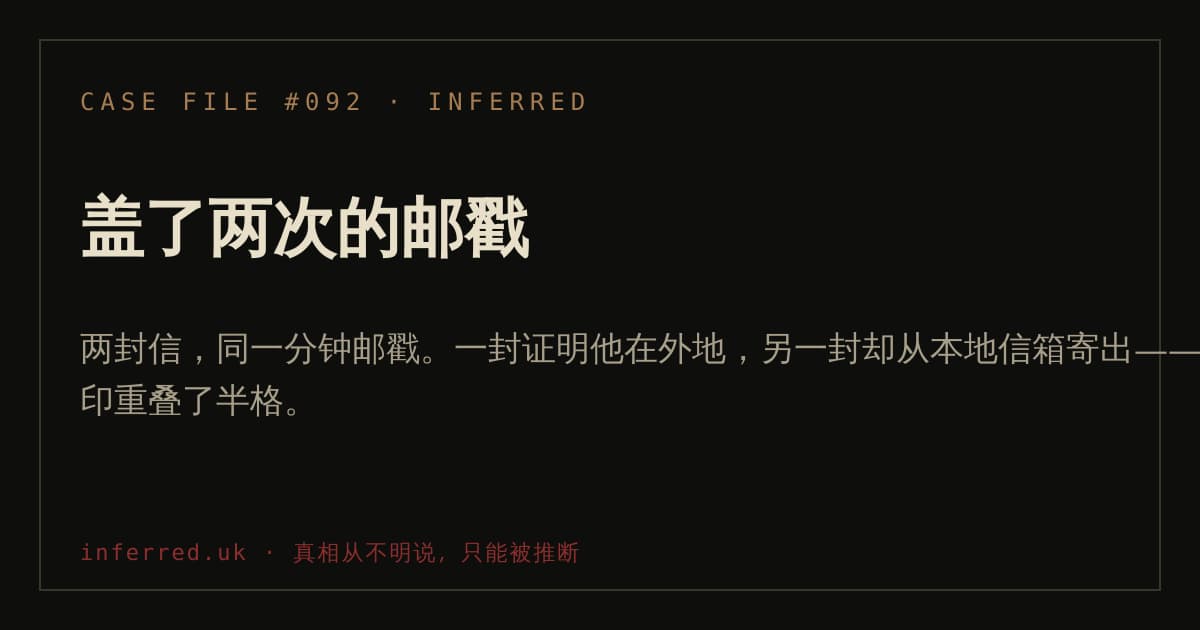 CASE FILE #092 · INFERRED
盖了两次的邮戳
两封信，同一分钟邮戳。一封证明他在外地，另一封却从本地信箱寄出——
印重叠了半格。
inferred.uk · 真相从不明说，只能被推断